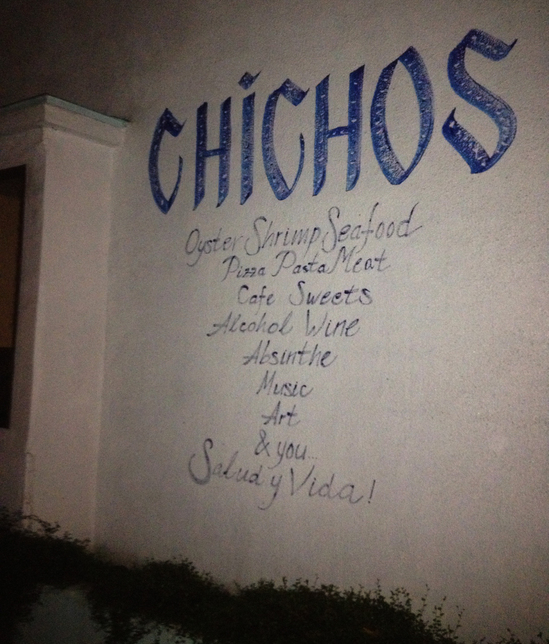 CHiCHOS
Oyster Shrimp Seafood
Pizza Pasta Meat
Cafe Sweets
Alcohol Wine
Absinthe
Music
Art
& you...
Salud y Vida!